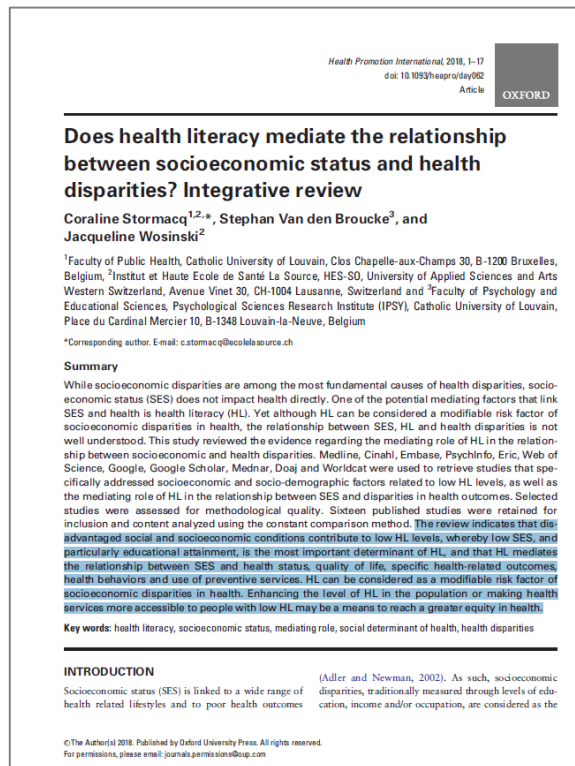 Health Promotion International, 2018, 1–17
doi: 10.1093/heapro/day062
Article
OXFORD
Does health literacy mediate the relationship
between socioeconomic status and health
disparities? Integrative review
Coraline Stormacq1,2,*, Stephan Van den Broucke3, and
Jacqueline Wosinski2
1Faculty of Public Health, Catholic University of Louvain, Clos Chapelle-aux-Champs 30, B-1200 Bruxelles,
Belgium, 2Institut et Haute Ecole de Santé La Source, HES-SO, University of Applied Sciences and Arts
Western Switzerland, Avenue Vinet 30, CH-1004 Lausanne, Switzerland and 3Faculty of Psychology and
Educational Sciences, Psychological Sciences Research Institute (IPSY), Catholic University of Louvain,
Place du Cardinal Mercier 10, B-1348 Louvain-la-Neuve, Belgium
*Corresponding author. E-mail: c.stormacq@ecolelasource.ch
Summary
While socioeconomic disparities are among the most fundamental causes of health disparities, socio-
economic status (SES) does not impact health directly. One of the potential mediating factors that link
SES and health is health literacy (HL). Yet although HL can be considered a modifiable risk factor of
socioeconomic disparities in health, the relationship between SES, HL and health disparities is not
well understood. This study reviewed the evidence regarding the mediating role of HL in the relation-
ship between socioeconomic and health disparities. Medline, Cinahl, Embase, PsychInfo, Eric, Web of
Science, Google, Google Scholar, Mednar, Doaj and Worldcat were used to retrieve studies that spe-
cifically addressed socioeconomic and socio-demographic factors related to low HL levels, as well as
the mediating role of HL in the relationship between SES and disparities in health outcomes. Selected
studies were assessed for methodological quality. Sixteen published studies were retained for
inclusion and content analyzed using the constant comparison method. The review indicates that dis-
advantaged social and socioeconomic conditions contribute to low HL levels, whereby low SES, and
particularly educational attainment, is the most important determinant of HL, and that HL mediates
the relationship between SES and health status, quality of life, specific health-related outcomes,
health behaviors and use of preventive services. HL can be considered as a modifiable risk factor of
socioeconomic disparities in health. Enhancing the level of HL in the population or making health
services more accessible to people with low HL may be a means to reach a greater equity in health.
Key words: health literacy, socioeconomic status, mediating role, social determinant of health, health disparities
INTRODUCTION
Socioeconomic status (SES) is linked to a wide range of
health related lifestyles and to poor health outcomes
(Adler and Newman, 2002). As such, socioeconomic
disparities, traditionally measured through levels of edu-
cation, income and/or occupation, are considered as the
© The Author(s) 2018. Published by Oxford University Press. All rights reserved.
For permissions, please email: journals.permissions@oup.com